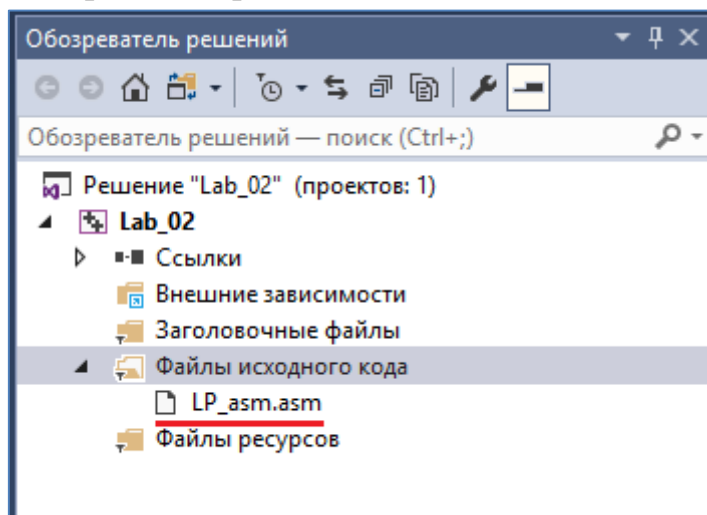 Обозреватель решений
Обозреватель решений — поиск (Ctrl+;)
Решение "Lab_02" (проектов: 1)
Lab_02
Ссылки
Внешние зависимости
Заголовочные файлы
Файлы исходного кода
LP_asm.asm
Файлы ресурсов